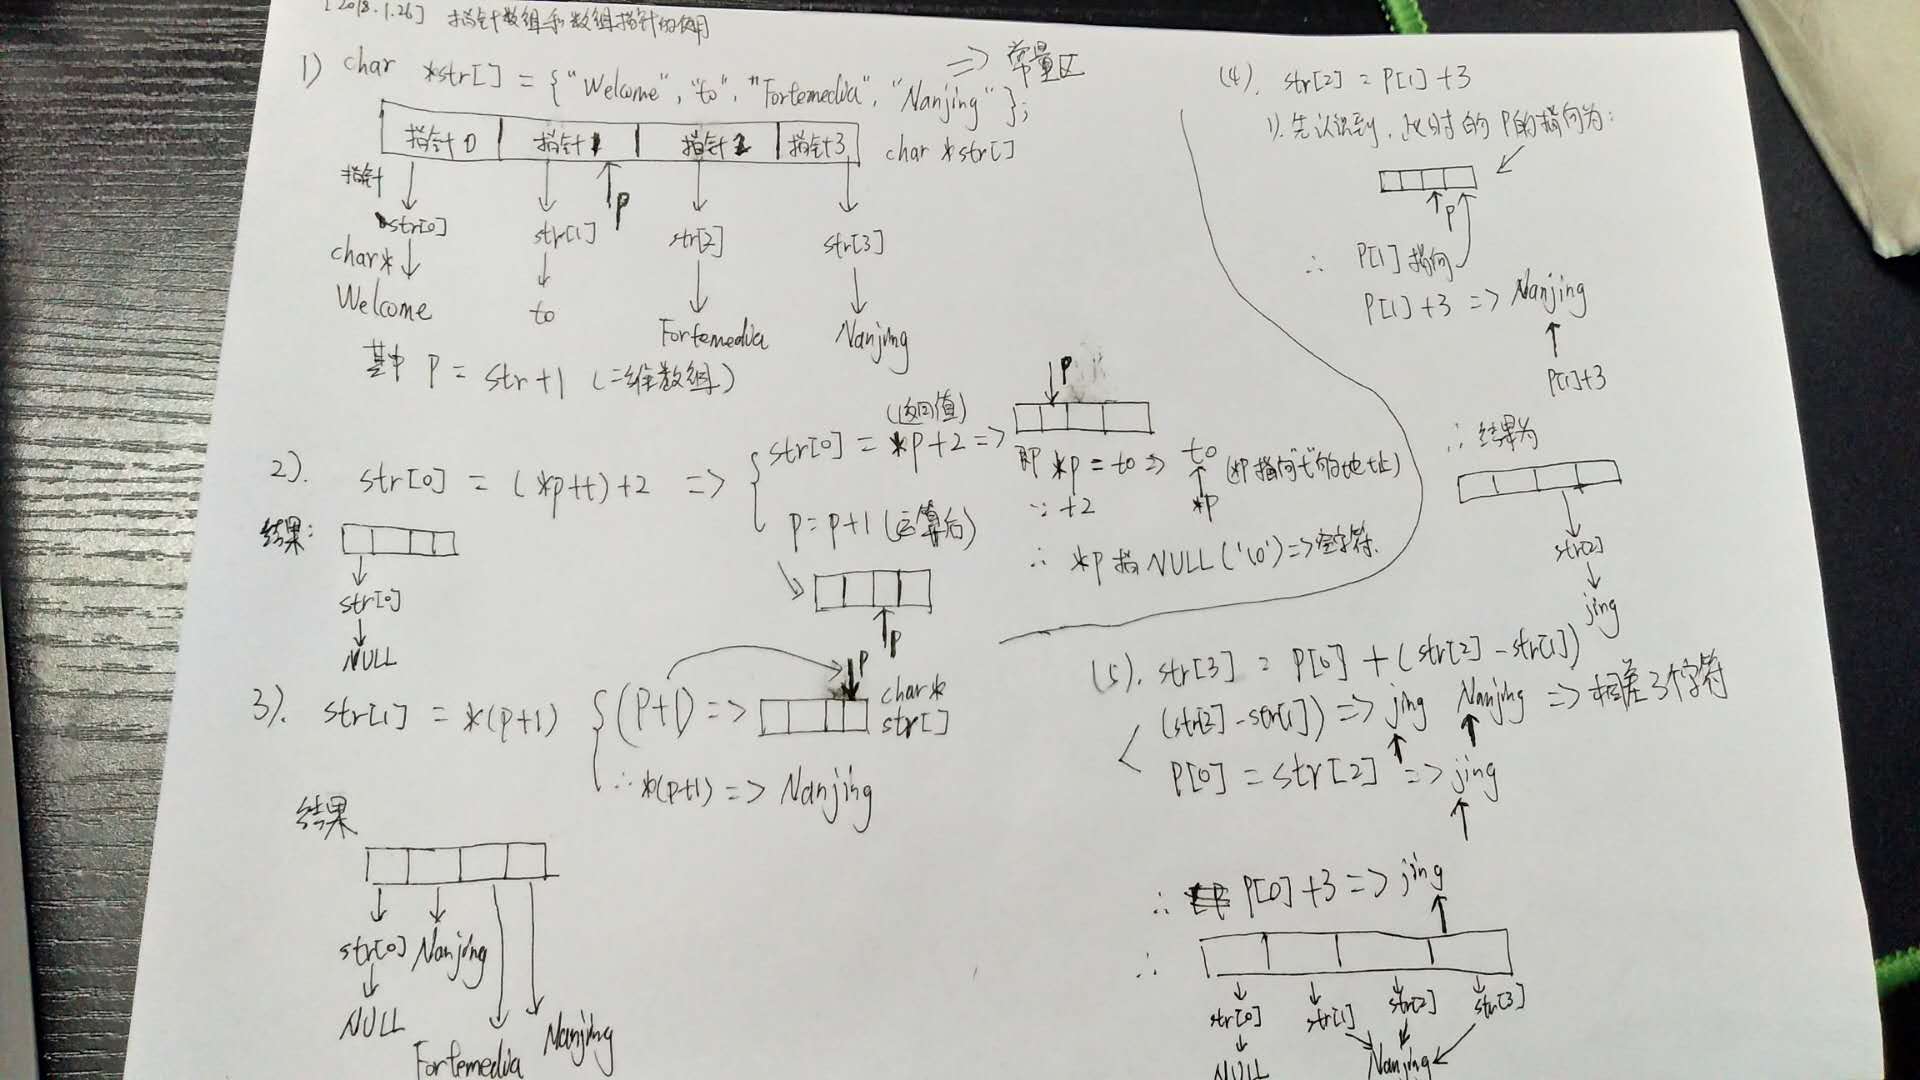 [2018.1.26] 指针数组和数组指针的使用
1) char *str[] = {"Welcome", "to", "Fortemedia", "Nanjing"}; => 常量区
指针0 指针1 指针2 指针3 char *str[]
指针 P
str[0] str[1] str[2] str[3]
char*
Welcome to Fortemedia Nanjing
其中 P = str+1 (二维数组)
2). str[0] = (*p++)+2 => { str[0] = *p+2 => (返回值)
P
即 *p = to => to (*P指向"t"的地址)
*P
∵ +2
∴ *p 指 NULL ('\0') => 空字符.
p = p+1 (运算后)
P
结果:
str[0]
NULL
3). str[1] = *(p+1) { (P+1) => P char* str[]
∴ *(p+1) => Nanjing
结果
str[0] Nanjing
NULL
Fortemedia Nanjing
(4). str[2] = P[1] +3
1). 先认识到, 此时的 P的指向为:
P
∴ P[1] 指向
P[1]+3 => Nanjing
P[1]+3
∴ 结果为
str[2]
jing
(5). str[3] = P[0] + (str[2] - str[1])
(str[2] - str[1]) => jing Nanjing => 相差3个字符
P[0] = str[2] => jing
∴ P[0] +3 => jing
∴
str[0] str[1] str[2] str[3]
NULL Nanjing